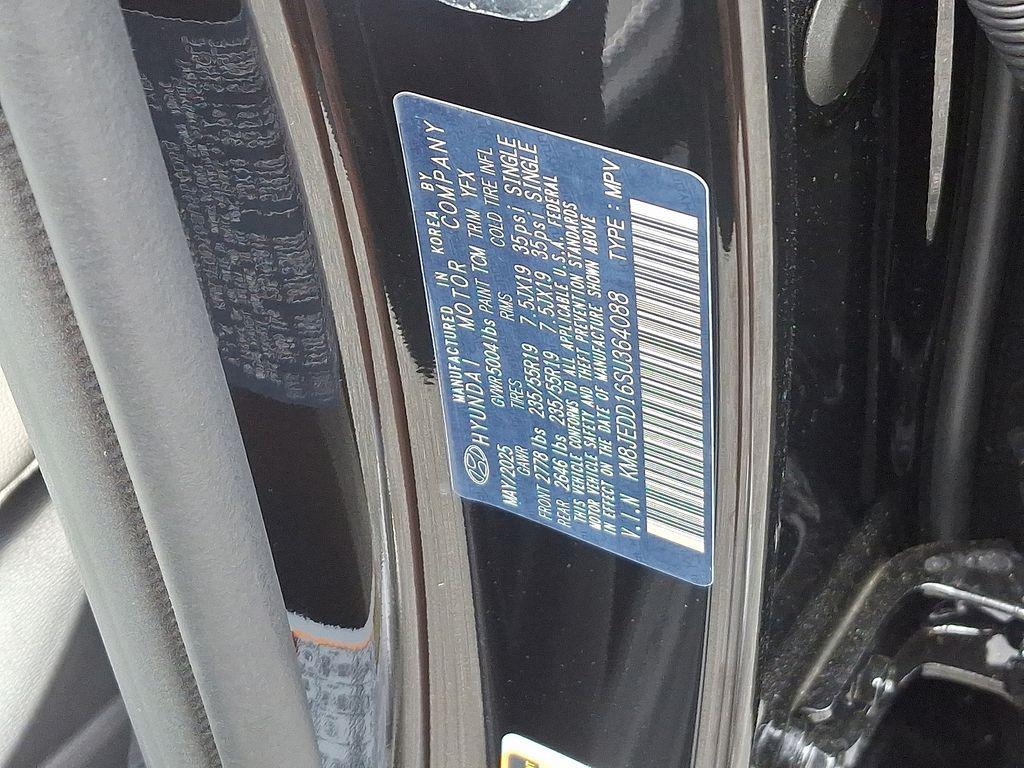 MANUFACTURED IN KOREA BY
HYUNDAI MOTOR COMPANY
MAY/2025 GVWR5004 lbs PAINT TCM TRIM YFX
GAWR TIRES RIMS COLD TIRE INFL
FRONT 2778 lbs 235/55R19 7.5JX19 35psi SINGLE
REAR 2646 lbs 235/55R19 7.5JX19 35psi SINGLE
THIS VEHICLE CONFORMS TO ALL APPLICABLE U.S.A. FEDERAL
MOTOR VEHICLE SAFETY AND THEFT PREVENTION STANDARDS
IN EFFECT ON THE DATE OF MANUFACTURE SHOWN ABOVE
V.I.N KM8JEDD16SU364088 TYPE : MPV